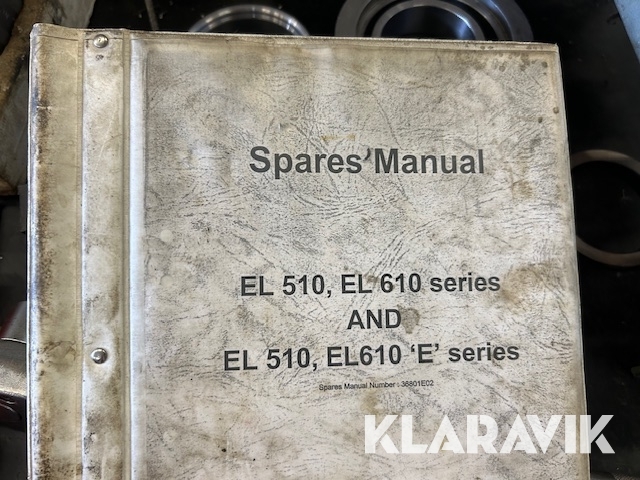 Spares Manual
EL 510, EL 610 series
AND
EL 510, EL610 ‘E’ series
Spares Manual Number : 36801E02
KLARAVIK